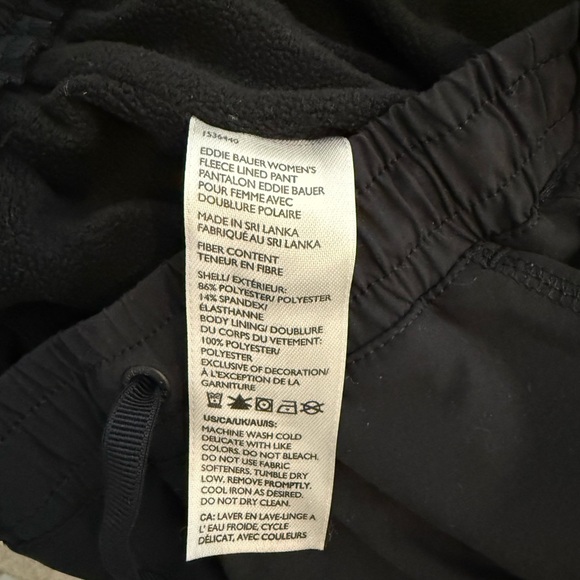 1536440
EDDIE BAUER WOMEN'S
FLEECE LINED PANT
PANTALON EDDIE BAUER
POUR FEMME AVEC
DOUBLURE POLAIRE
MADE IN SRI LANKA
FABRIQUÉ AU SRI LANKA
FIBER CONTENT
TENEUR EN FIBRE
SHELL/ EXTÉRIEUR:
86% POLYESTER/ POLYESTER
14% SPANDEX/
ÉLASTHANNE
BODY LINING/ DOUBLURE
DU CORPS DU VETEMENT:
100% POLYESTER/
POLYESTER
EXCLUSIVE OF DECORATION/
À L'EXCEPTION DE LA
GARNITURE
US/CA/UK/AU/IS:
MACHINE WASH COLD
DELICATE WITH LIKE
COLORS. DO NOT BLEACH.
DO NOT USE FABRIC
SOFTENERS. TUMBLE DRY
LOW, REMOVE PROMPTLY.
COOL IRON AS DESIRED.
DO NOT DRY CLEAN.
CA: LAVER EN LAVE-LINGE A
L' EAU FROIDE, CYCLE
DÉLICAT, AVEC COULEURS